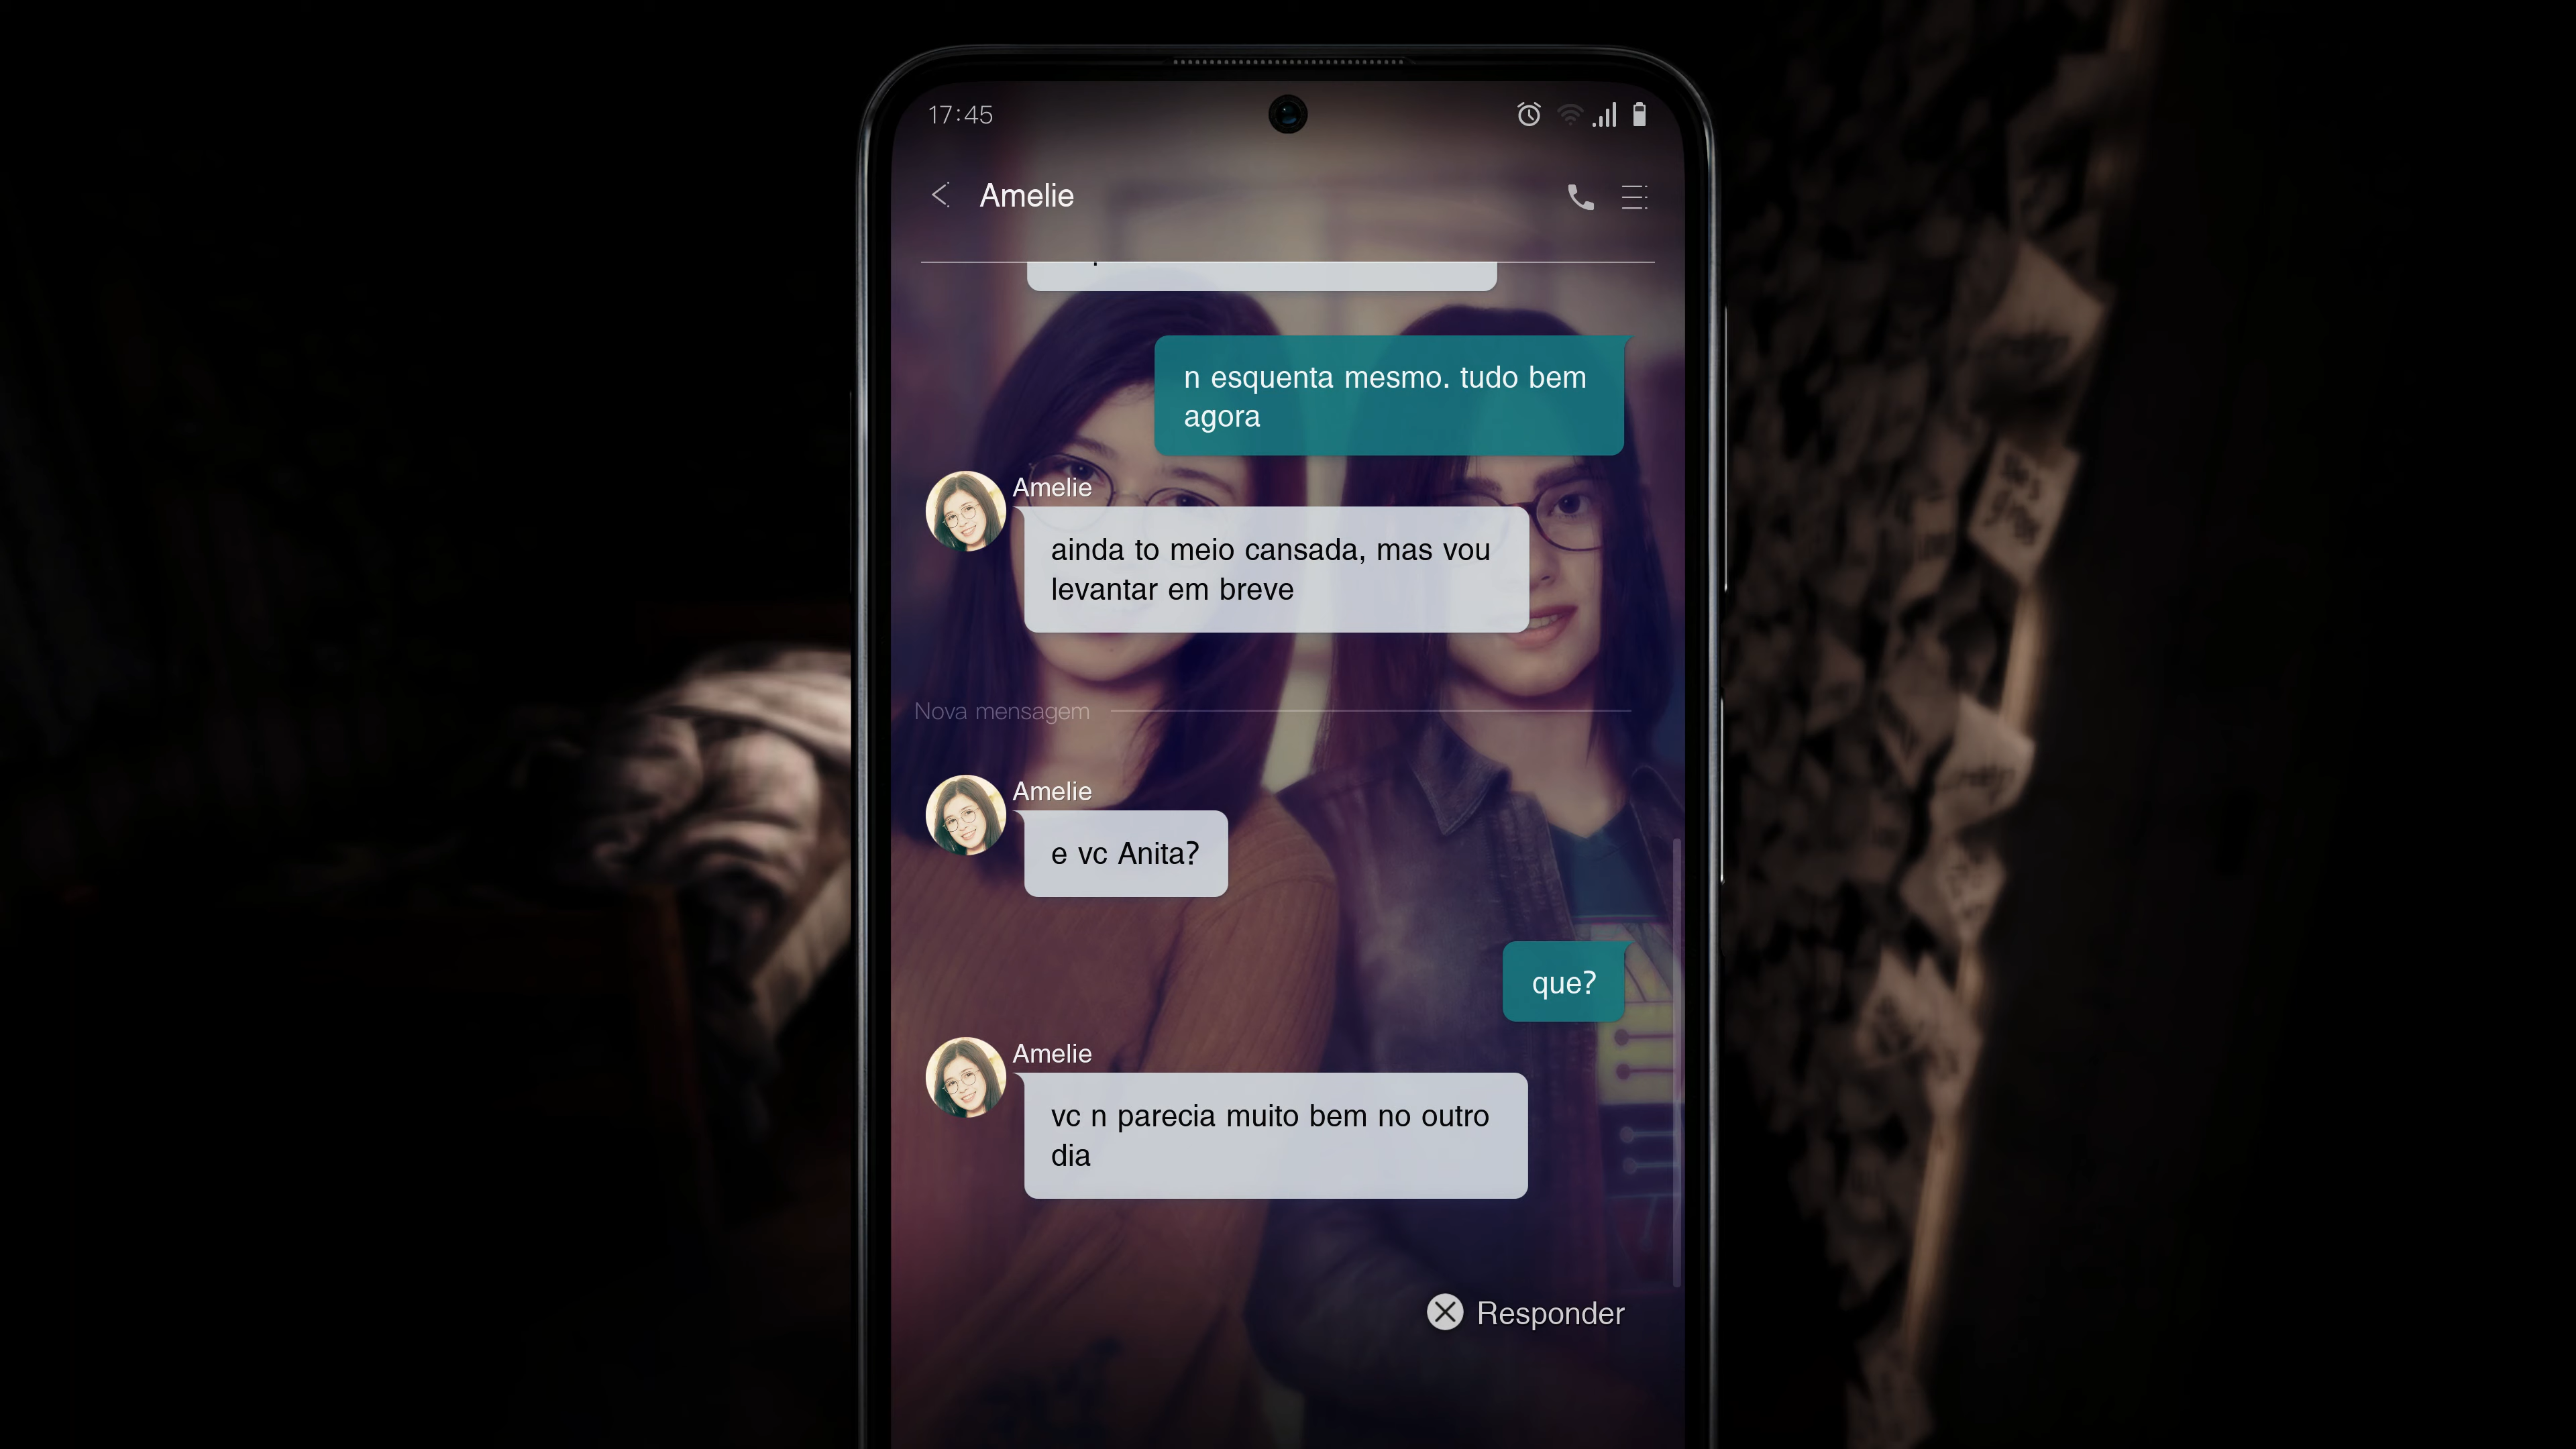 17:45
Amelie
n esquenta mesmo. tudo bem
agora
Amelie
ainda to meio cansada, mas vou
levantar em breve
Nova mensagem
Amelie
e vc Anita?
que?
Amelie
vc n parecia muito bem no outro
dia
Responder